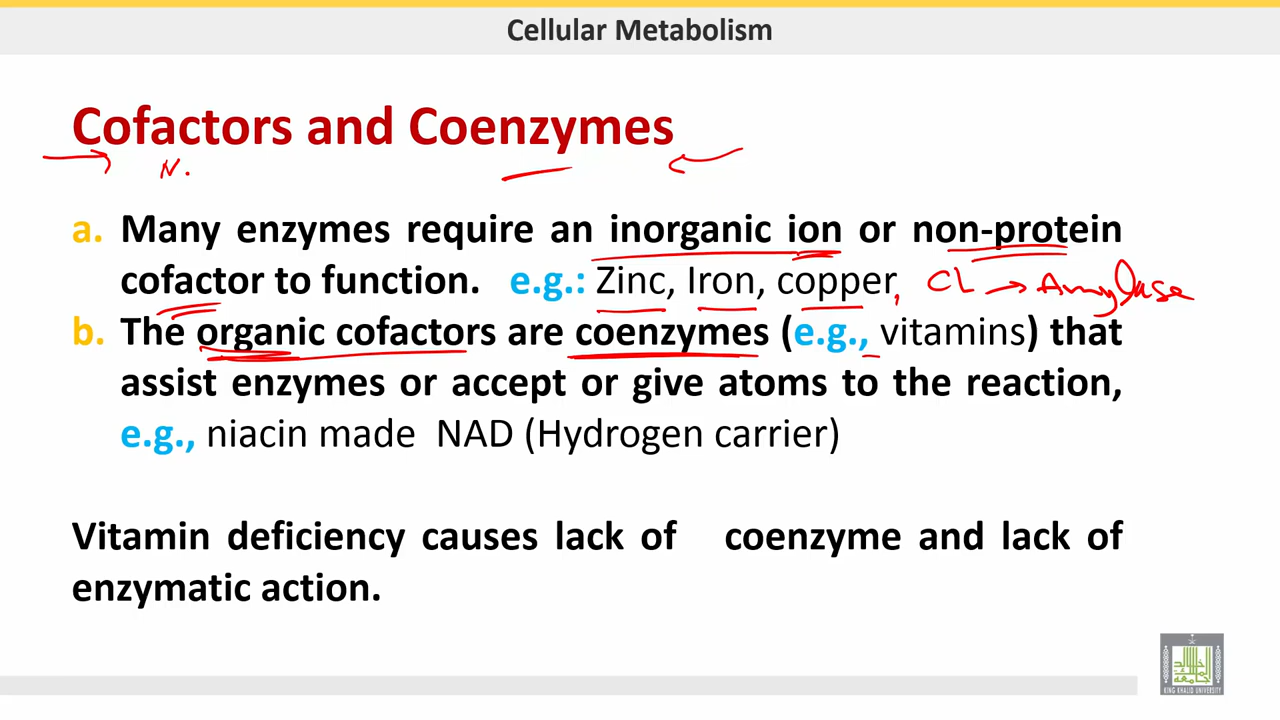 Cellular Metabolism
Cofactors and Coenzymes
N.
a. Many enzymes require an inorganic ion or non-protein
cofactor to function. e.g.: Zinc, Iron, copper, CL → Amylase
b. The organic cofactors are coenzymes (e.g., vitamins) that
assist enzymes or accept or give atoms to the reaction,
e.g., niacin made NAD (Hydrogen carrier)
Vitamin deficiency causes lack of coenzyme and lack of
enzymatic action.
KING KHALID UNIVERSITY